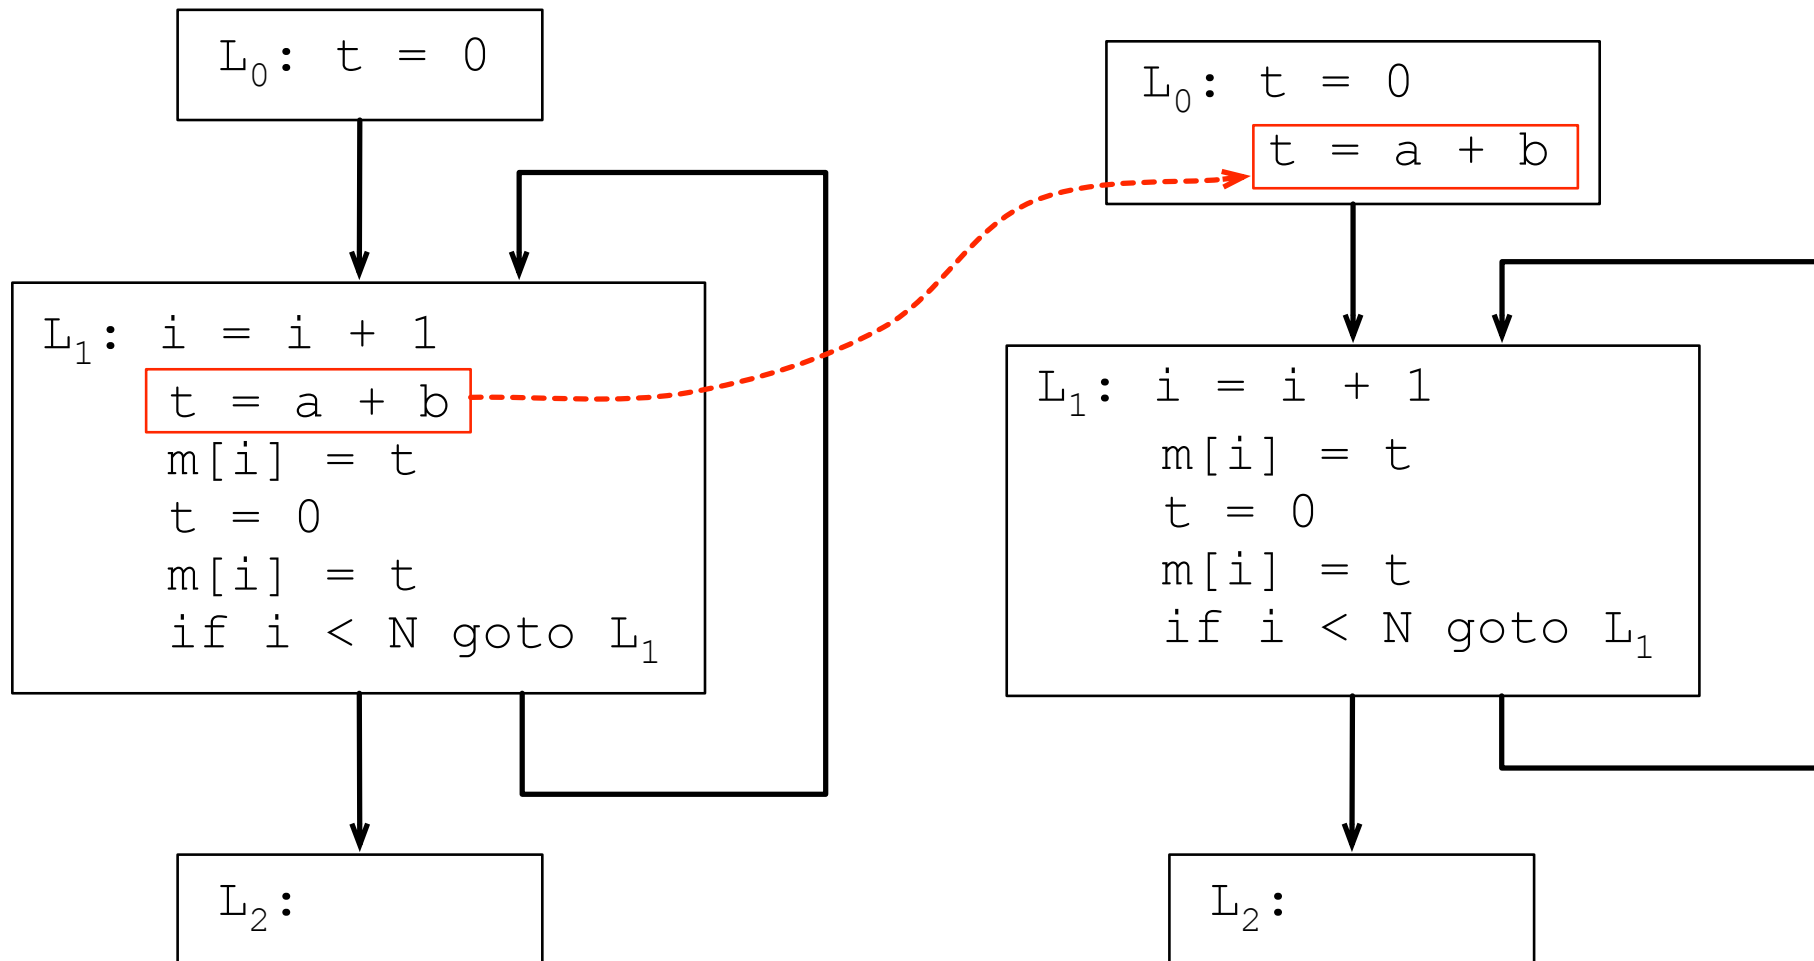 L₀: t = 0
L₁: i = i + 1
t = a + b
m[i] = t
t = 0
m[i] = t
if i < N goto L₁
L₂:
L₀: t = 0
t = a + b
L₁: i = i + 1
m[i] = t
t = 0
m[i] = t
if i < N goto L₁
L₂: